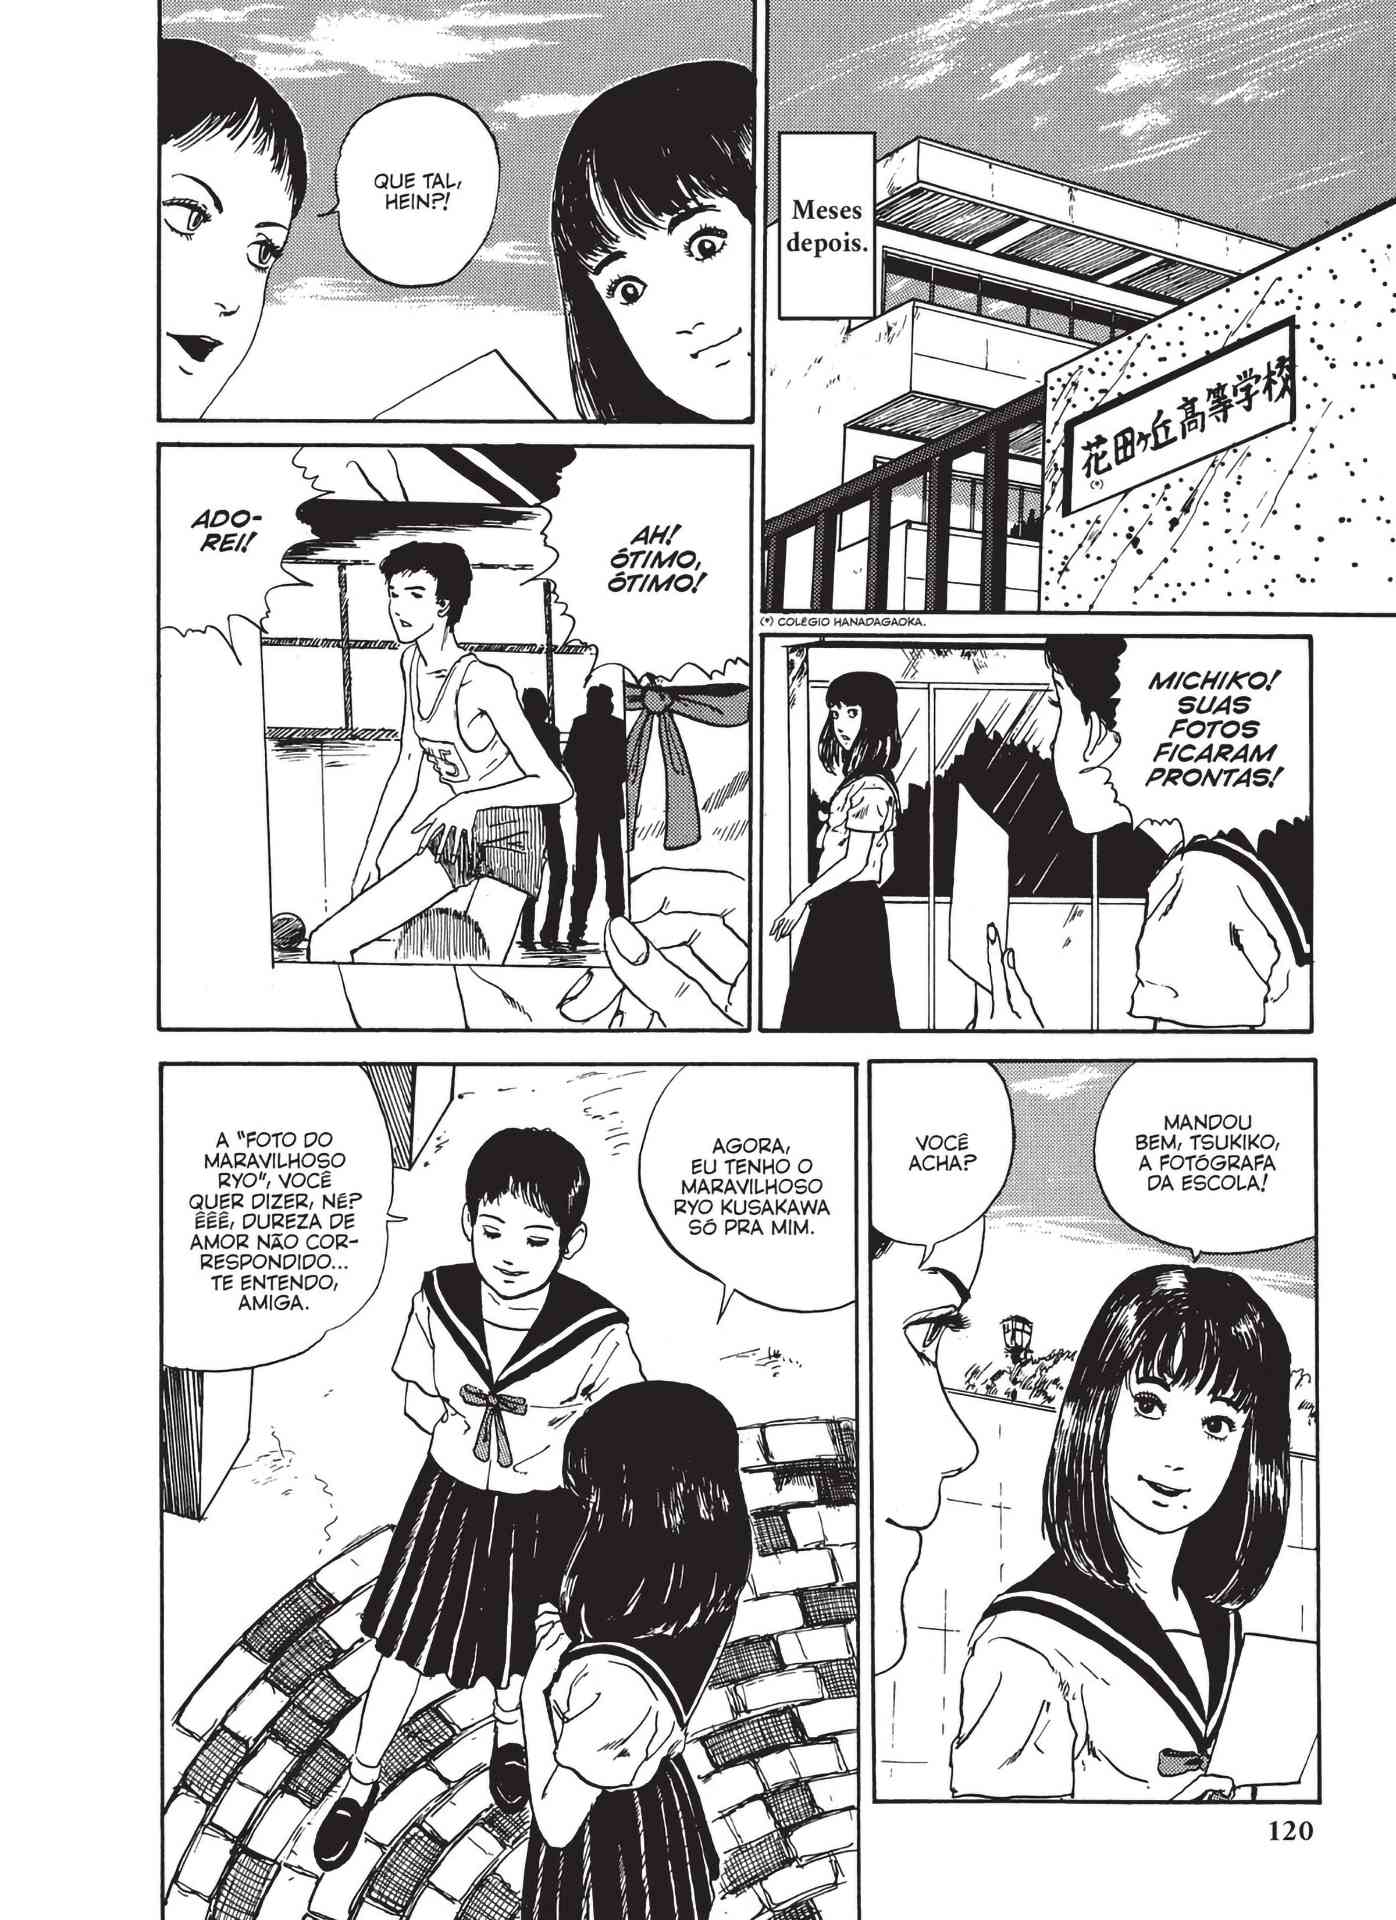 Meses
depois.
花田ヶ丘高等学校
(*)
(*) COLÉGIO HANADAGAOKA.
QUE TAL,
HEIN?!
MICHIKO!
SUAS
FOTOS
FICARAM
PRONTAS!
AH!
ÓTIMO,
ÓTIMO!
ADO-
REI!
MANDOU
BEM, TSUKIKO,
A FOTÓGRAFA
DA ESCOLA!
VOCÊ
ACHA?
AGORA,
EU TENHO O
MARAVILHOSO
RYO KUSAKAWA
SÓ PRA MIM.
A "FOTO DO
MARAVILHOSO
RYO", VOCÊ
QUER DIZER, NÉ?
ÊÊÊ, DUREZA DE
AMOR NÃO COR-
RESPONDIDO...
TE ENTENDO,
AMIGA.
120